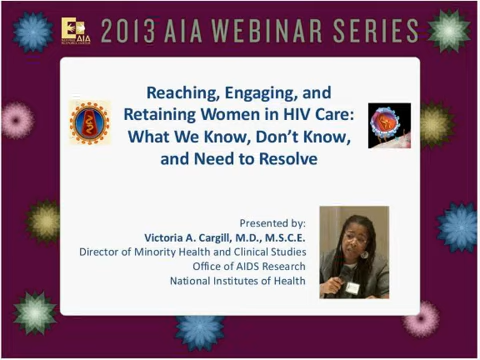 AIA
2013 AIA WEBINAR SERIES
Reaching, Engaging, and
Retaining Women in HIV Care:
What We Know, Don't Know,
and Need to Resolve
Presented by:
Victoria A. Cargill, M.D., M.S.C.E.
Director of Minority Health and Clinical Studies
Office of AIDS Research
National Institutes of Health